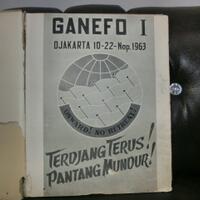 GANEFO I
DJAKARTA 10-22-Nop. 1963
ONWARD! NO RETREAT!
TERDJANG TERUS!
PANTANG MUNDUR!!